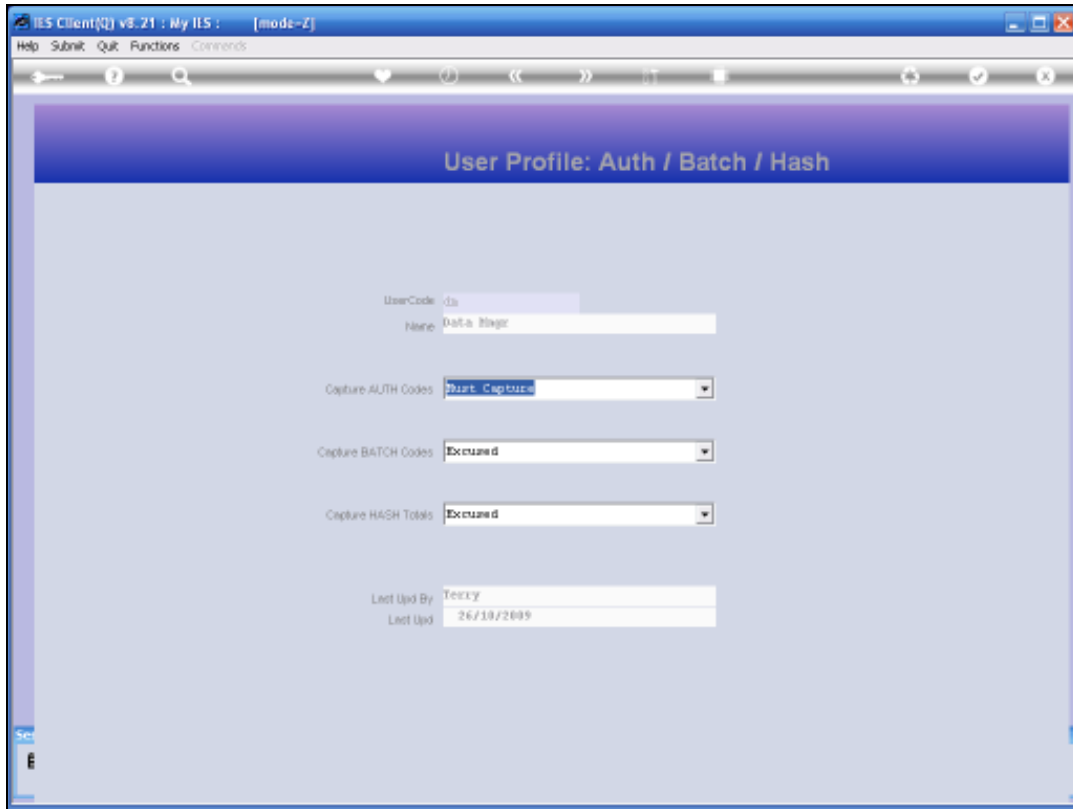 IES Client(Q) v8.21 : My IES : [mode=Z]
Help Submit Quit Functions Commends
User Profile: Auth / Batch / Hash
UserCode
Name Data Mngr
Capture AUTH Codes Must Capture
Capture BATCH Codes Excused
Capture HASH Totals Excused
Last Upd By Terry
Last Upd 26/10/2009